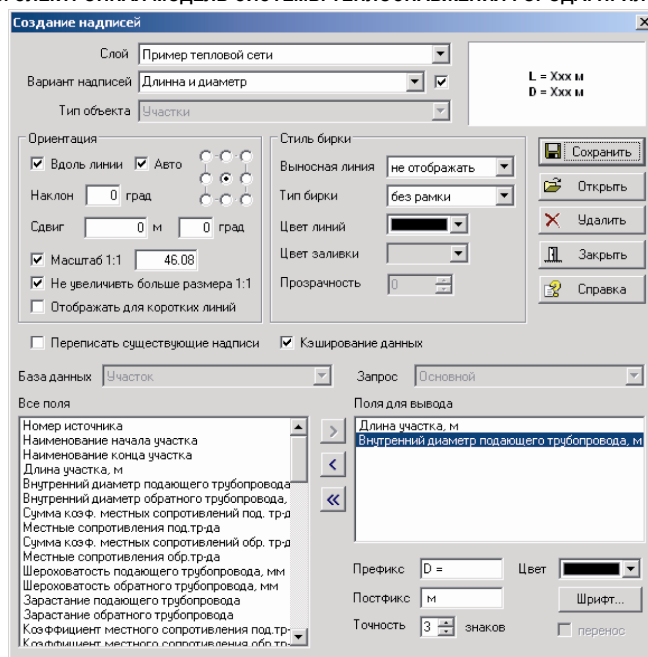 Создание надписей
Слой Пример тепловой сети
Вариант надписей Длинна и диаметр
Тип объекта Участки
L = Xxx м
D = Xxx м
Ориентация
Вдоль линии Авто
Наклон 0 град
Сдвиг 0 м 0 град
Масштаб 1:1 46.08
Не увеличивть больше размера 1:1
Отображать для коротких линий
Стиль бирки
Выносная линия не отображать
Тип бирки без рамки
Цвет линий
Цвет заливки
Прозрачность 0
Сохранить
Открыть
Удалить
Закрыть
Справка
Переписать существующие надписи Кэширование данных
База данных Участок Запрос Основной
Все поля
Номер источника
Наименование начала участка
Наименование конца участка
Длина участка, м
Внутренний диаметр подающего трубопровода
Внутренний диаметр обратного трубопровода,
Сумма коэф. местных сопротивлений под. тр-д
Местные сопротивления под.тр-да
Сумма коэф. местных сопротивлений обр. тр-д
Местные сопротивления обр.тр-да
Шероховатость подающего трубопровода, мм
Шероховатость обратного трубопровода, мм
Зарастание подающего трубопровода
Зарастание обратного трубопровода
Коэффициент местного сопротивления под.тр-
Коэффициент местного сопротивления обр.тр-
Поля для вывода
Длина участка, м
Внутренний диаметр подающего трубопровода, м
Префикс D = Цвет
Постфикс м Шрифт...
Точность 3 знаков перенос